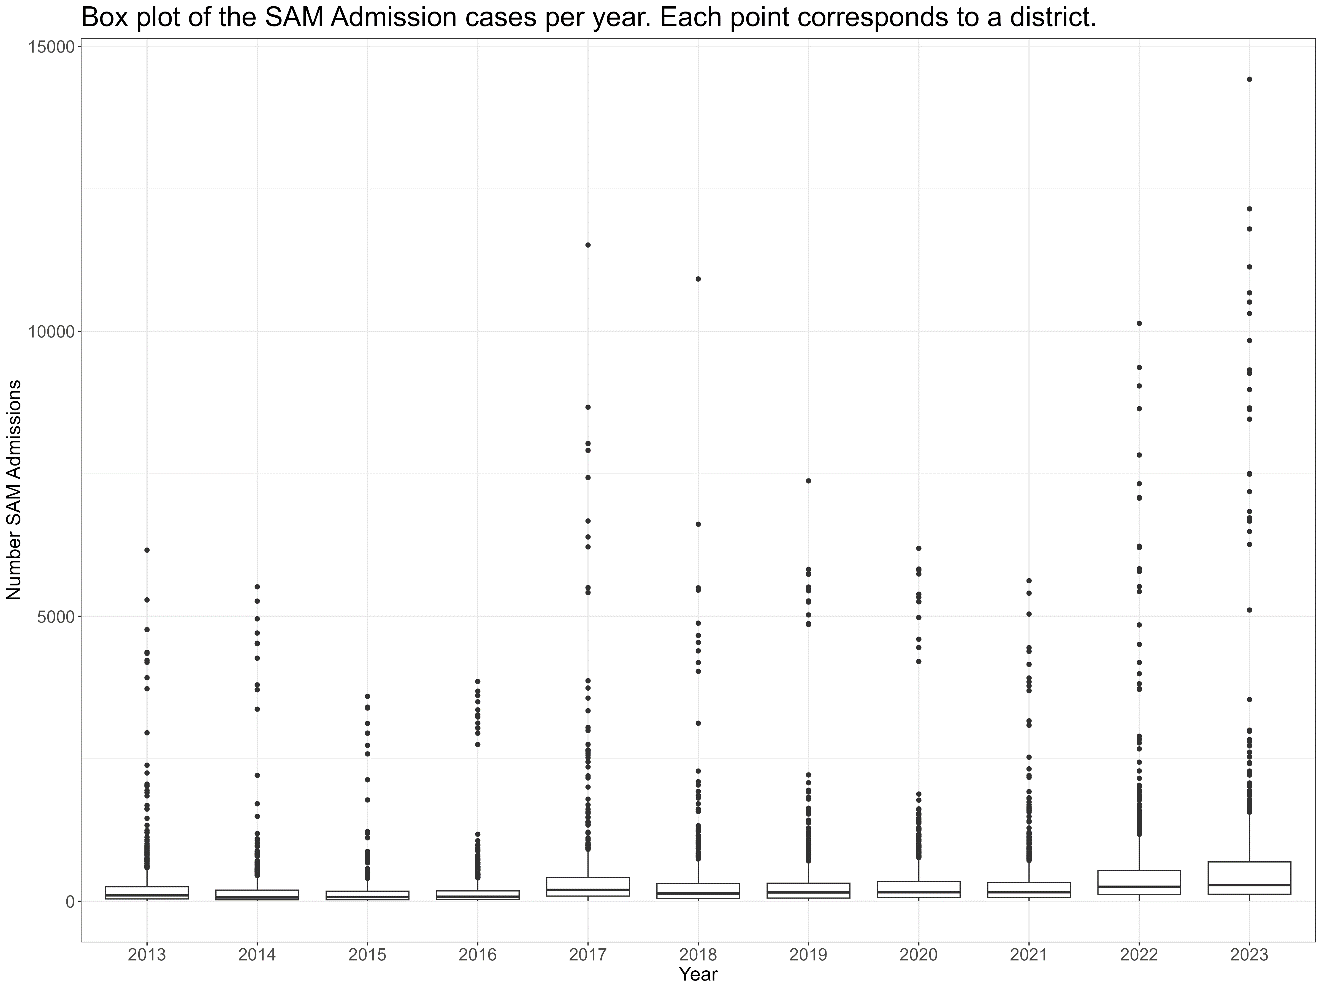 Box plot of the SAM Admission cases per year. Each point corresponds to a district.
15000
10000
5000
0
Number SAM Admissions
2013 2014 2015 2016 2017 2018 2019 2020 2021 2022 2023
Year